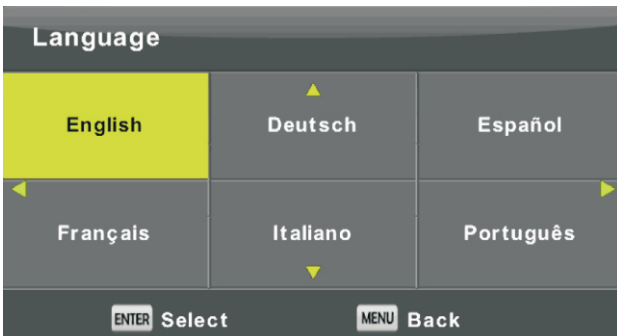 Language
English Deutsch Español
Français Italiano Português
ENTER Select MENU Back